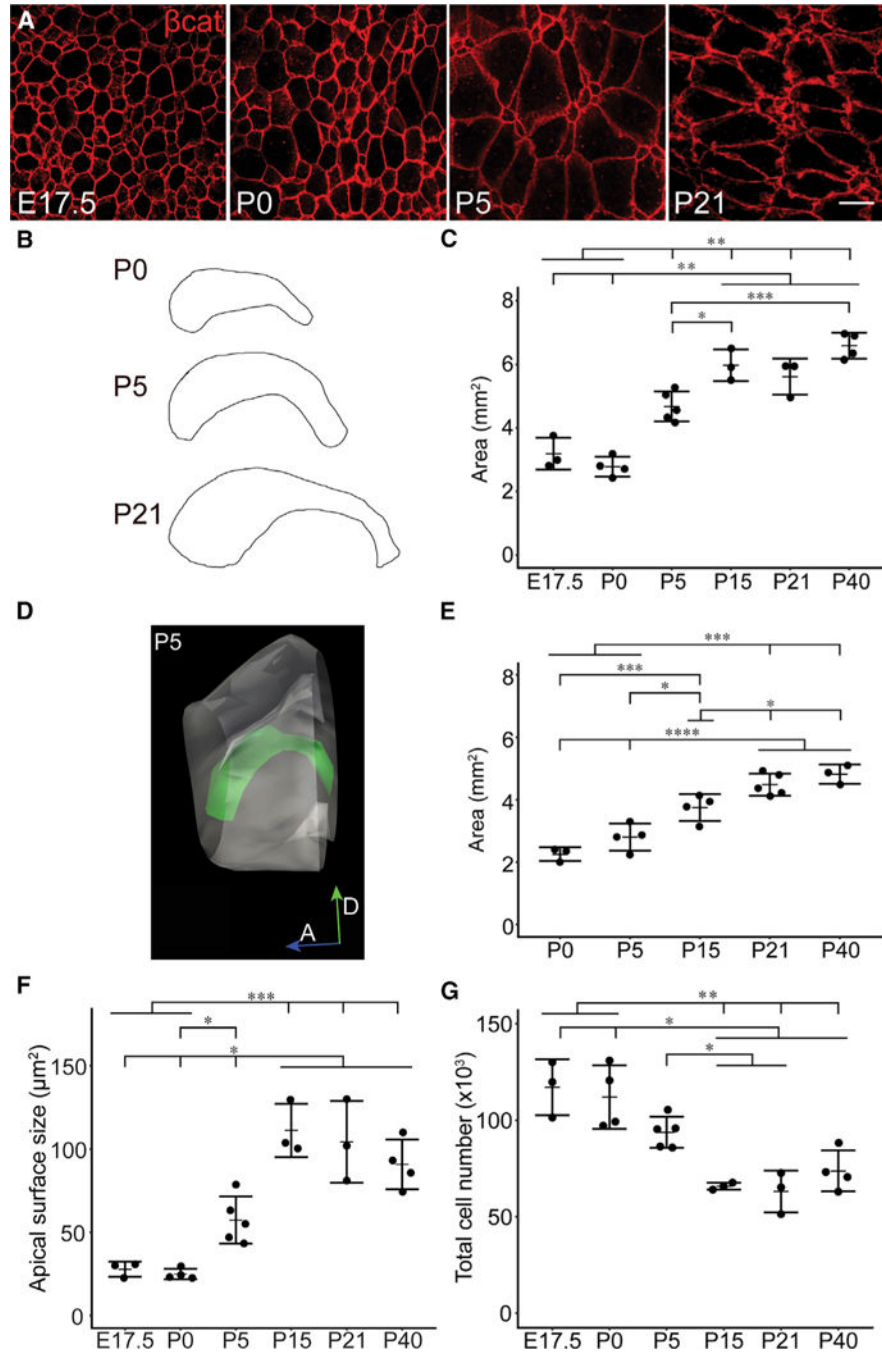 A
βcat
E17.5
P0
P5
P21
B
P0
P5
P21
C
**
**
***
*
8
6
4
2
0
Area (mm²)
E17.5 P0 P5 P15 P21 P40
D
P5
D
A
E
***
***
*
*
****
8
6
4
2
0
Area (mm²)
P0 P5 P15 P21 P40
F
***
*
*
150
100
50
0
Apical surface size (μm²)
E17.5 P0 P5 P15 P21 P40
G
**
*
*
150
100
50
0
Total cell number (x10³)
E17.5 P0 P5 P15 P21 P40